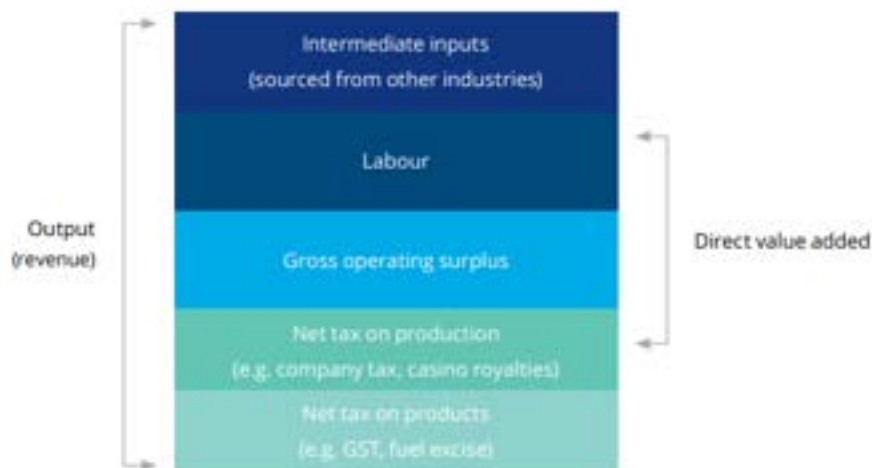 Intermediate inputs
(sourced from other industries)
Labour
Output
(revenue)
Gross operating surplus
Direct value added
Net tax on production
(e.g. company tax, casino royalties)
Net tax on products
(e.g. GST, fuel excise)